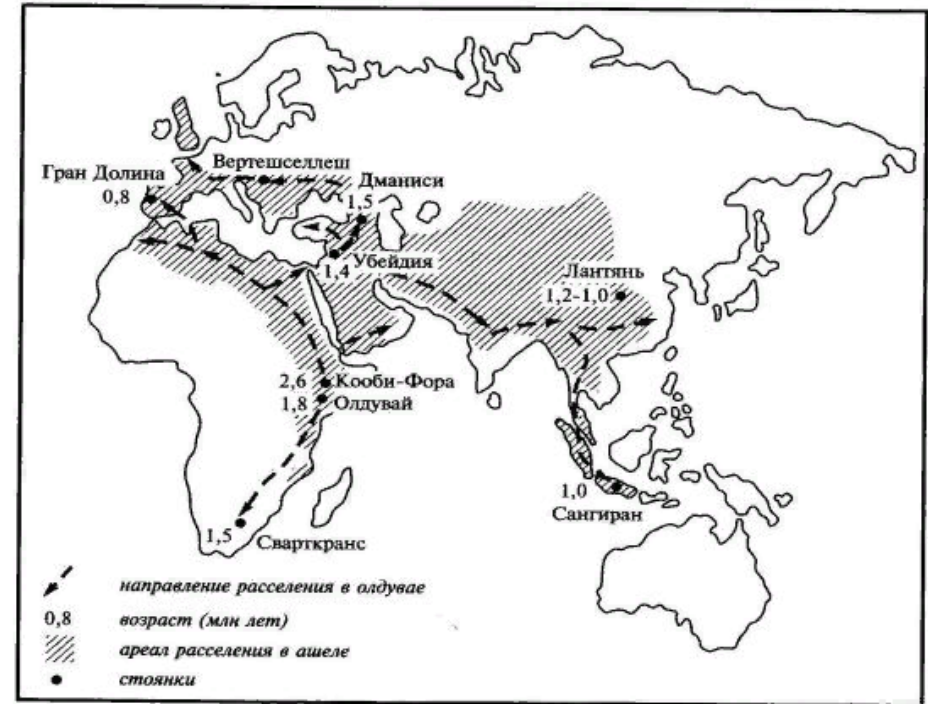 Вертешселлеш
Гран Долина
0,8
Дманиси
1,5
Убейдия
1,4
Лантянь
1,2-1,0
2,6
Кооби-Фора
1,8
Олдувай
1,0
Сангиран
1,5
Сварткранс
направление расселения в олдувае
0,8
возраст (млн лет)
ареал расселения в ашеле
стоянки